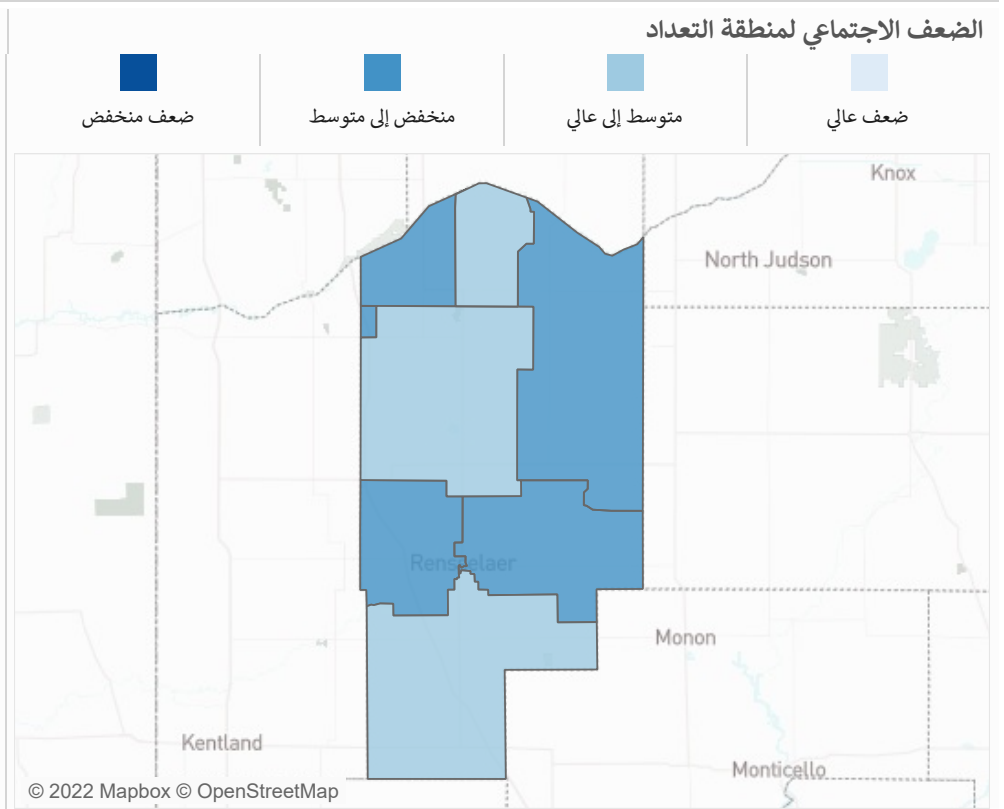 الضعف الاجتماعي لمنطقة التعداد
ضعف عالي
متوسط إلى عالي
منخفض إلى متوسط
ضعف منخفض
Knox
North Judson
Rensselaer
Monon
Kentland
Monticello
© 2022 Mapbox © OpenStreetMap